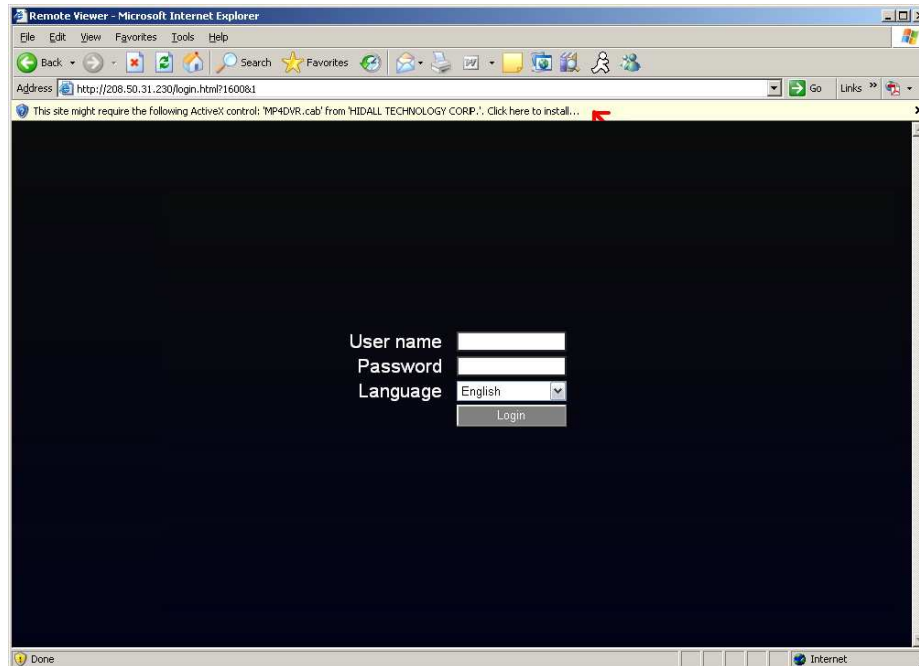 Remote Viewer - Microsoft Internet Explorer
File Edit View Favorites Tools Help
Back Search Favorites
Address http://208.50.31.230/login.html?1600&1 Go Links »
This site might require the following ActiveX control: 'MP4DVR.cab' from 'HIDALL TECHNOLOGY CORP.'. Click here to install...
User name
Password
Language English
Login
Done Internet